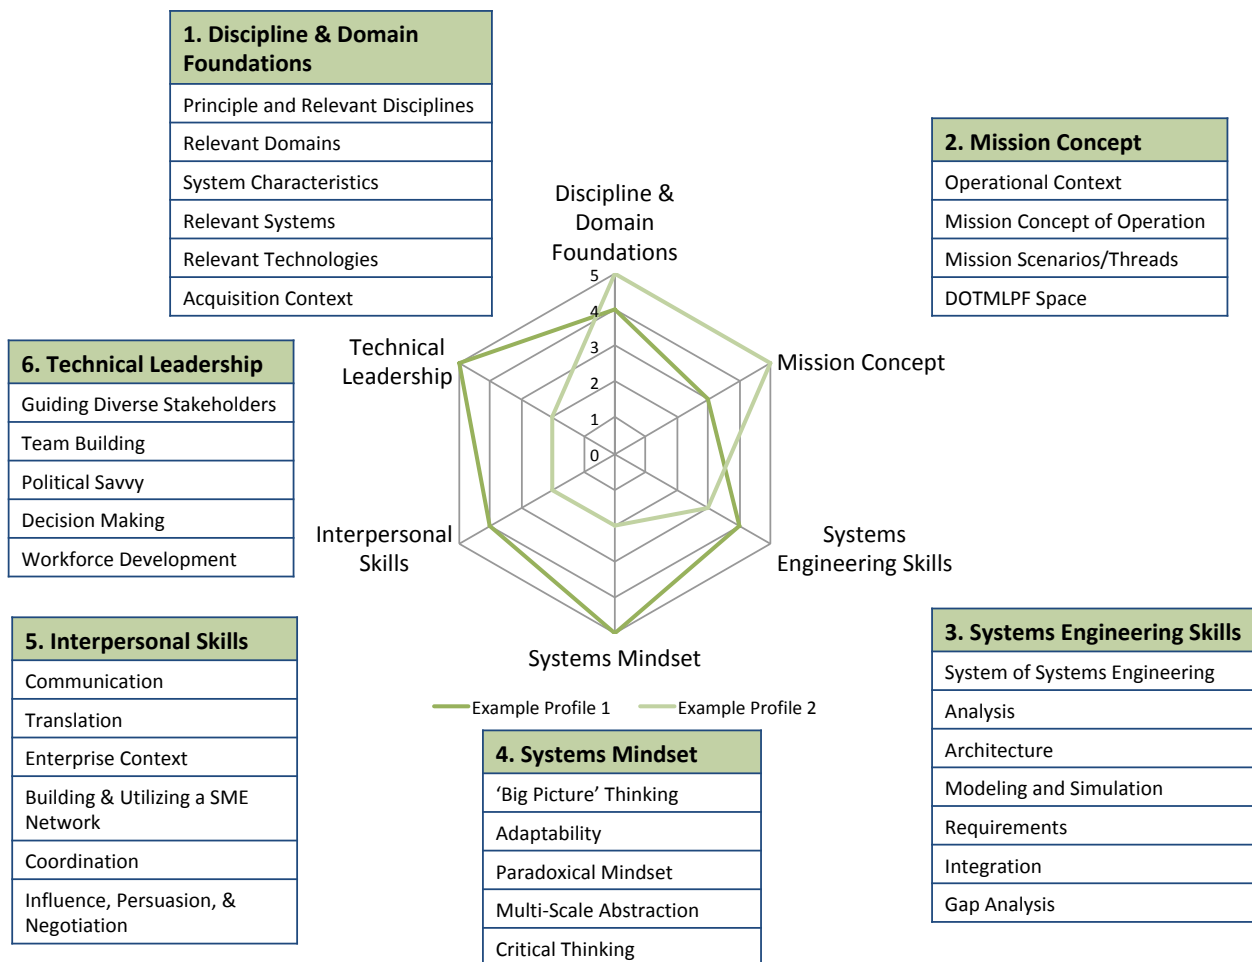 1. Discipline & Domain
Foundations
Principle and Relevant Disciplines
Relevant Domains
System Characteristics
Relevant Systems
Relevant Technologies
Acquisition Context
2. Mission Concept
Operational Context
Mission Concept of Operation
Mission Scenarios/Threads
DOTMLPF Space
Discipline &
Domain
Foundations
5
4
3
2
1
0
Technical
Leadership
Mission Concept
Interpersonal
Skills
Systems
Engineering Skills
Systems Mindset
Example Profile 1
Example Profile 2
6. Technical Leadership
Guiding Diverse Stakeholders
Team Building
Political Savvy
Decision Making
Workforce Development
5. Interpersonal Skills
Communication
Translation
Enterprise Context
Building & Utilizing a SME
Network
Coordination
Influence, Persuasion, &
Negotiation
4. Systems Mindset
‘Big Picture’ Thinking
Adaptability
Paradoxical Mindset
Multi-Scale Abstraction
Critical Thinking
3. Systems Engineering Skills
System of Systems Engineering
Analysis
Architecture
Modeling and Simulation
Requirements
Integration
Gap Analysis